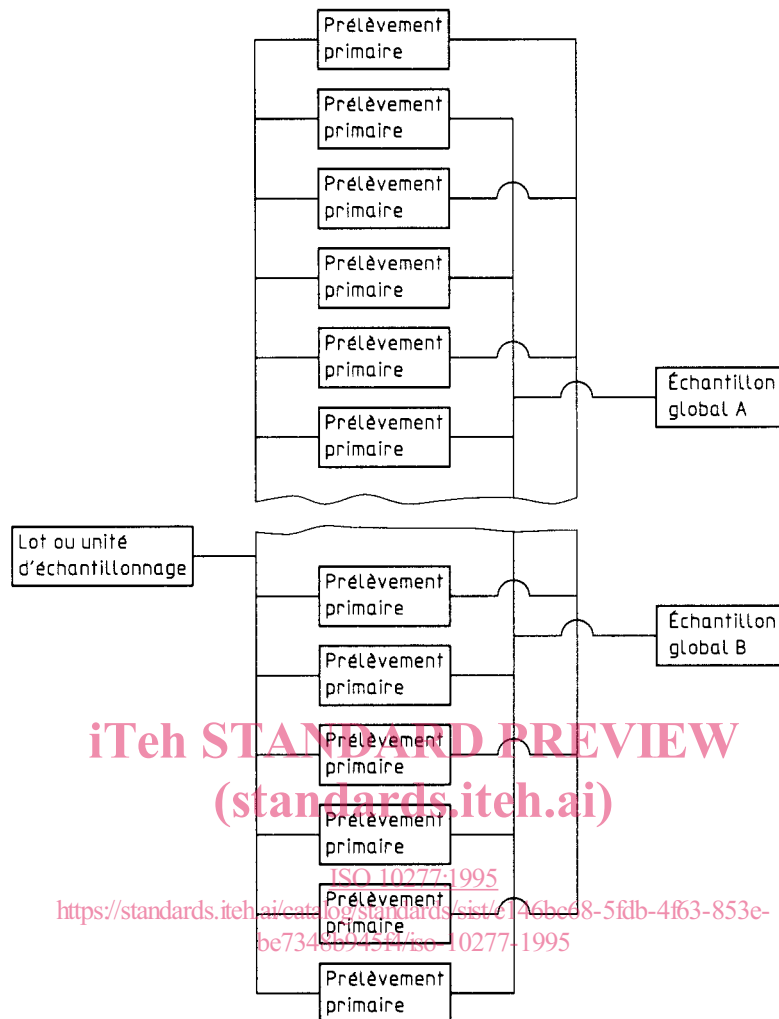 Prélèvement
primaire
Prélèvement
primaire
Prélèvement
primaire
Prélèvement
primaire
Prélèvement
primaire
Échantillon
global A
Prélèvement
primaire
Lot ou unité
d'échantillonnage
Prélèvement
primaire
Échantillon
global B
Prélèvement
primaire
iTeh STANDARD PREVIEW
Prélèvement
primaire
(standards.iteh.ai)
Prélèvement
primaire
ISO 10277:1995
Prélèvement
https://standards.iteh.ai/catalog/standards/sist/c146bc68-5fdb-4f63-853e-
primaire
be7348b945f4/iso-10277-1995
Prélèvement
primaire